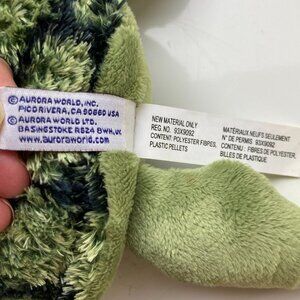 © AURORA WORLD, INC.
PICO RIVERA, CA 90660 USA
© AURORA WORLD LTD.
BASINGSTOKE RG24 8WH, UK
www.auroraworld.com
NEW MATERIAL ONLY
REG. NO. 93X9092
CONTENT: POLYESTER FIBRES,
PLASTIC PELLETS
MATÉRIAUX NEUFS SEULEMENT
N° DE PERMIS 93X9092
CONTENU : FIBRES DE POLYESTER,
BILLES DE PLASTIQUE